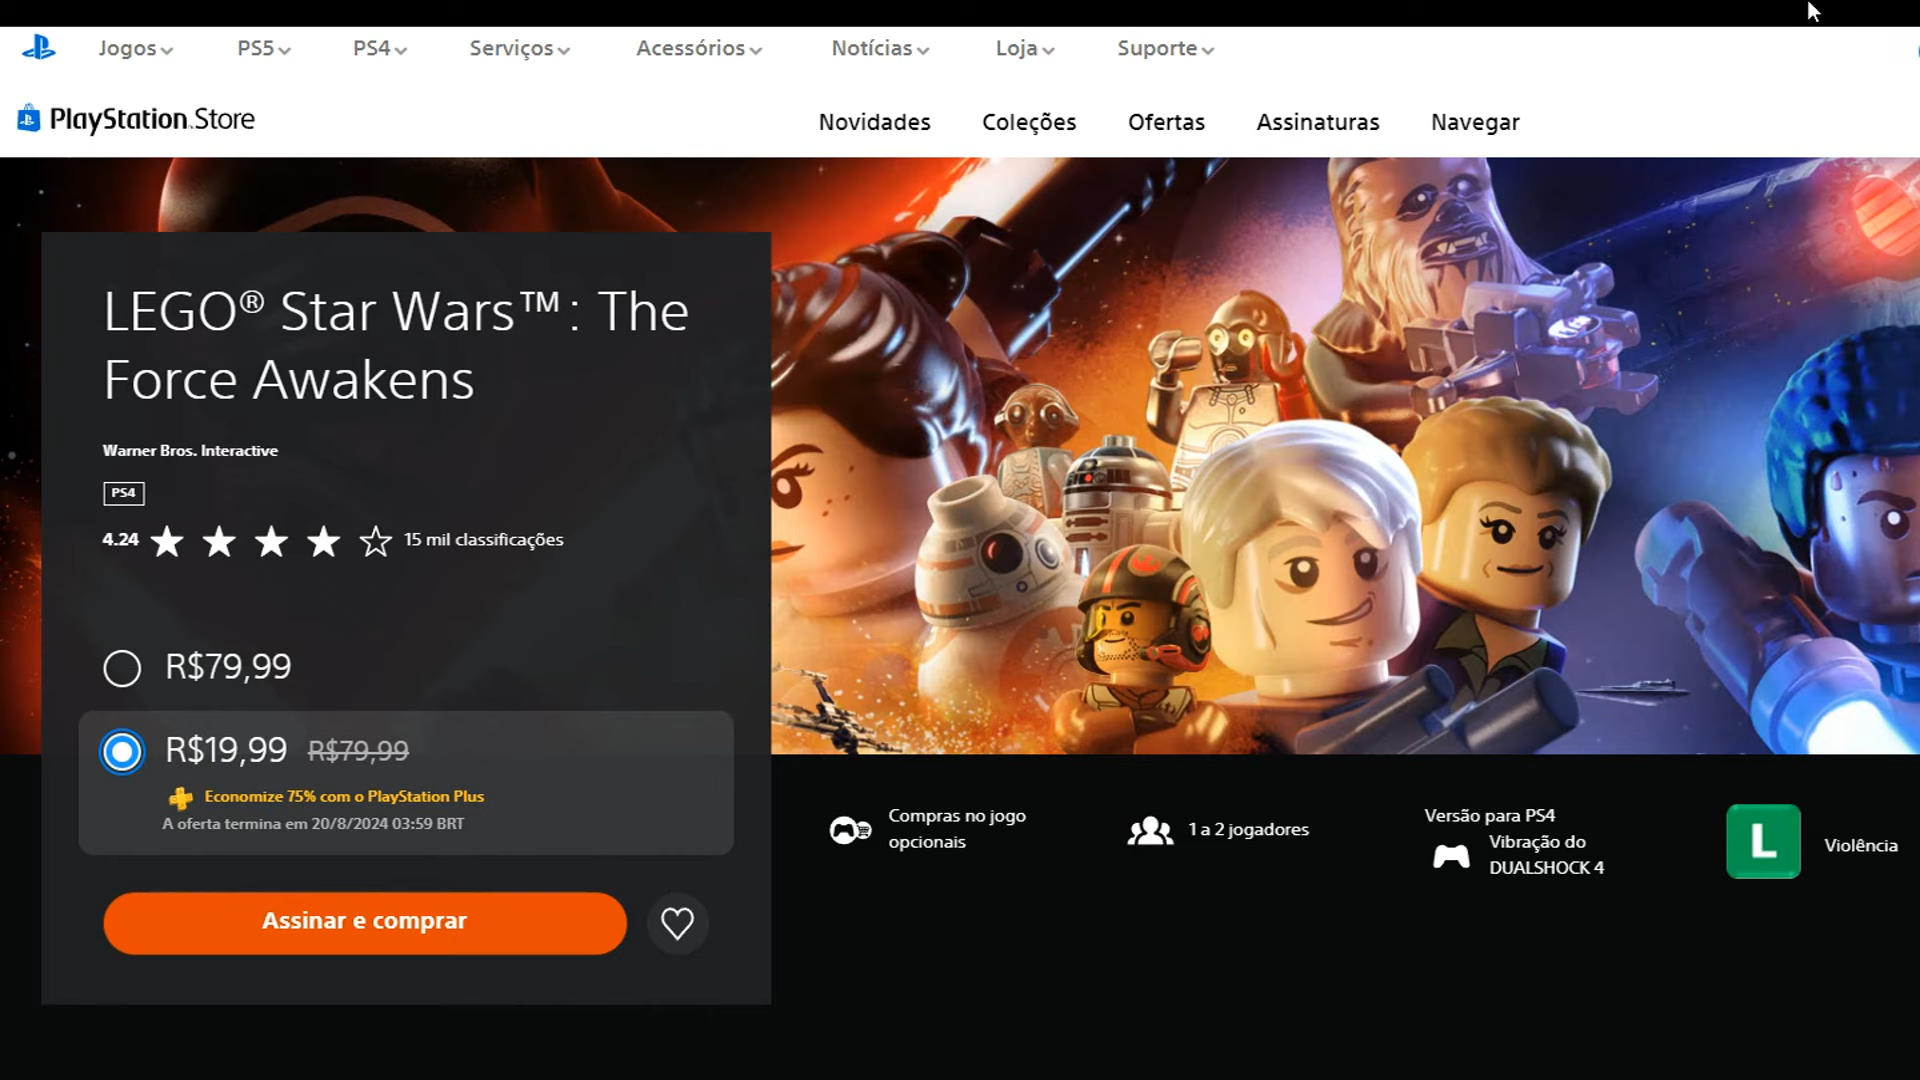 Jogos PS5 PS4 Serviços Acessórios Notícias Loja Suporte
PlayStation Store
Novidades Coleções Ofertas Assinaturas Navegar
LEGO® Star Wars™: The
Force Awakens
Warner Bros. Interactive
PS4
4.24 15 mil classificações
R$79,99
R$19,99 R$79,99
Economize 75% com o PlayStation Plus
A oferta termina em 20/8/2024 03:59 BRT
Assinar e comprar
Compras no jogo
opcionais
1 a 2 jogadores
Versão para PS4
Vibração do
DUALSHOCK 4
L
Violência